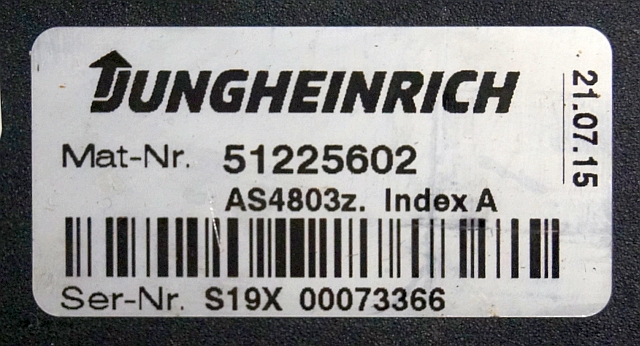 JUNGHEINRICH
21.07.15
Mat-Nr. 51225602
AS4803z. Index A
Ser-Nr. S19X 00073366